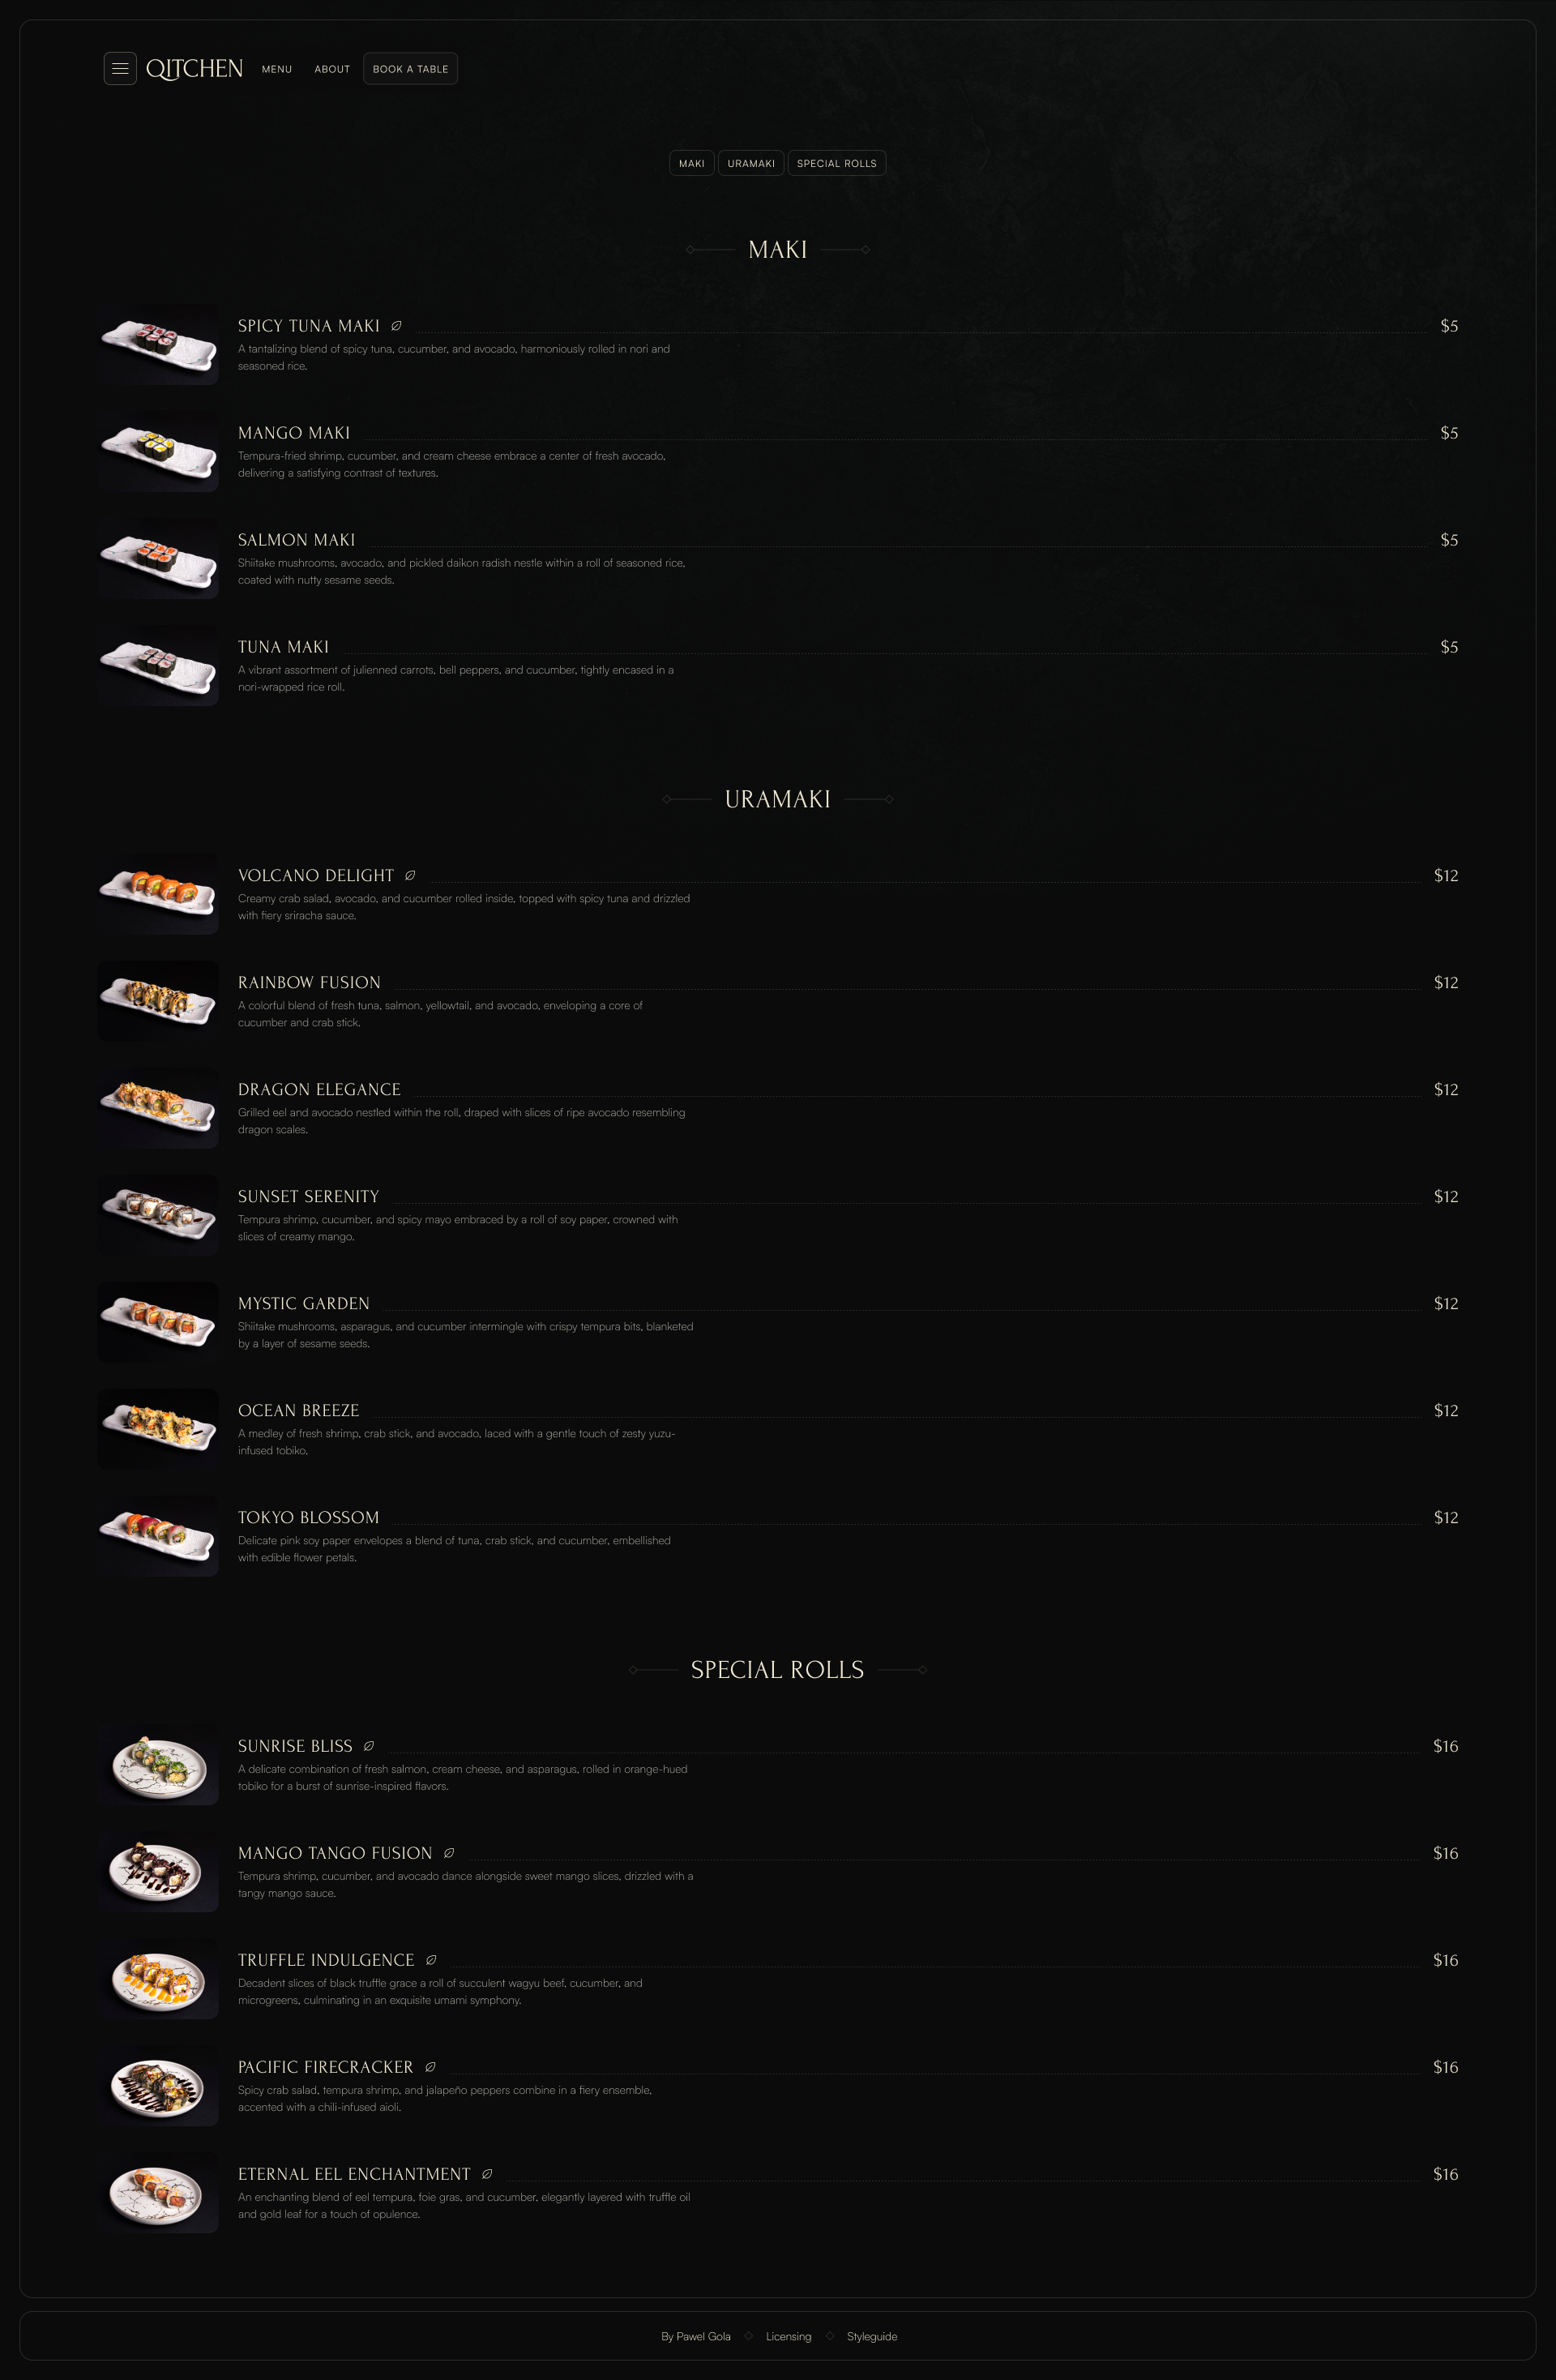 QITCHEN
MENU
ABOUT
BOOK A TABLE
MAKI
URAMAKI
SPECIAL ROLLS
MAKI
SPICY TUNA MAKI
$5
A tantalizing blend of spicy tuna, cucumber, and avocado, harmoniously rolled in nori and
seasoned rice.
MANGO MAKI
$5
Tempura-fried shrimp, cucumber, and cream cheese embrace a center of fresh avocado,
delivering a satisfying contrast of textures.
SALMON MAKI
$5
Shiitake mushrooms, avocado, and pickled daikon radish nestle within a roll of seasoned rice,
coated with nutty sesame seeds.
TUNA MAKI
$5
A vibrant assortment of julienned carrots, bell peppers, and cucumber, tightly encased in a
nori-wrapped rice roll.
URAMAKI
VOLCANO DELIGHT
$12
Creamy crab salad, avocado, and cucumber rolled inside, topped with spicy tuna and drizzled
with fiery sriracha sauce.
RAINBOW FUSION
$12
A colorful blend of fresh tuna, salmon, yellowtail, and avocado, enveloping a core of
cucumber and crab stick.
DRAGON ELEGANCE
$12
Grilled eel and avocado nestled within the roll, draped with slices of ripe avocado resembling
dragon scales.
SUNSET SERENITY
$12
Tempura shrimp, cucumber, and spicy mayo embraced by a roll of soy paper, crowned with
slices of creamy mango.
MYSTIC GARDEN
$12
Shiitake mushrooms, asparagus, and cucumber intermingle with crispy tempura bits, blanketed
by a layer of sesame seeds.
OCEAN BREEZE
$12
A medley of fresh shrimp, crab stick, and avocado, laced with a gentle touch of zesty yuzu-
infused tobiko.
TOKYO BLOSSOM
$12
Delicate pink soy paper envelopes a blend of tuna, crab stick, and cucumber, embellished
with edible flower petals.
SPECIAL ROLLS
SUNRISE BLISS
$16
A delicate combination of fresh salmon, cream cheese, and asparagus, rolled in orange-hued
tobiko for a burst of sunrise-inspired flavors.
MANGO TANGO FUSION
$16
Tempura shrimp, cucumber, and avocado dance alongside sweet mango slices, drizzled with a
tangy mango sauce.
TRUFFLE INDULGENCE
$16
Decadent slices of black truffle grace a roll of succulent wagyu beef, cucumber, and
microgreens, culminating in an exquisite umami symphony.
PACIFIC FIRECRACKER
$16
Spicy crab salad, tempura shrimp, and jalapeño peppers combine in a fiery ensemble,
accented with a chili-infused aioli.
ETERNAL EEL ENCHANTMENT
$16
An enchanting blend of eel tempura, foie gras, and cucumber, elegantly layered with truffle oil
and gold leaf for a touch of opulence.
By Pawel Gola
Licensing
Styleguide